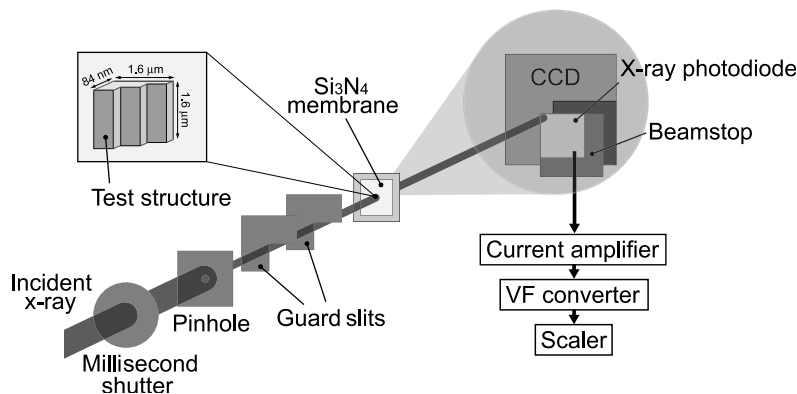 84 nm
1.6 μm
1.6 μm
Test structure
Si3N4
membrane
CCD
X-ray photodiode
Beamstop
Current amplifier
VF converter
Scaler
Incident
x-ray
Pinhole
Guard slits
Millisecond
shutter